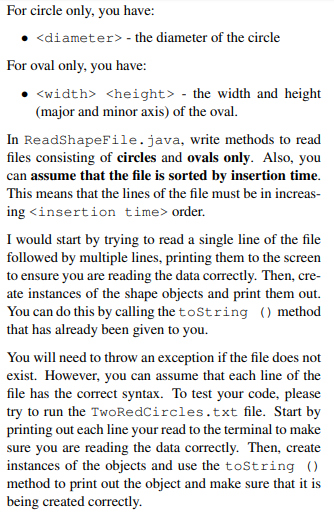 For circle only, you have:
• <diameter> - the diameter of the circle
For oval only, you have:
• <width> <height> - the width and height
(major and minor axis) of the oval.
In ReadShapeFile.java, write methods to read
files consisting of circles and ovals only. Also, you
can assume that the file is sorted by insertion time.
This means that the lines of the file must be in increas-
ing <insertion time> order.
I would start by trying to read a single line of the file
followed by multiple lines, printing them to the screen
to ensure you are reading the data correctly. Then, cre-
ate instances of the shape objects and print them out.
You can do this by calling the toString () method
that has already been given to you.
You will need to throw an exception if the file does not
exist. However, you can assume that each line of the
file has the correct syntax. To test your code, please
try to run the TwoRedCircles.txt file. Start by
printing out each line your read to the terminal to make
sure you are reading the data correctly. Then, create
instances of the objects and use the toString ()
method to print out the object and make sure that it is
being created correctly.